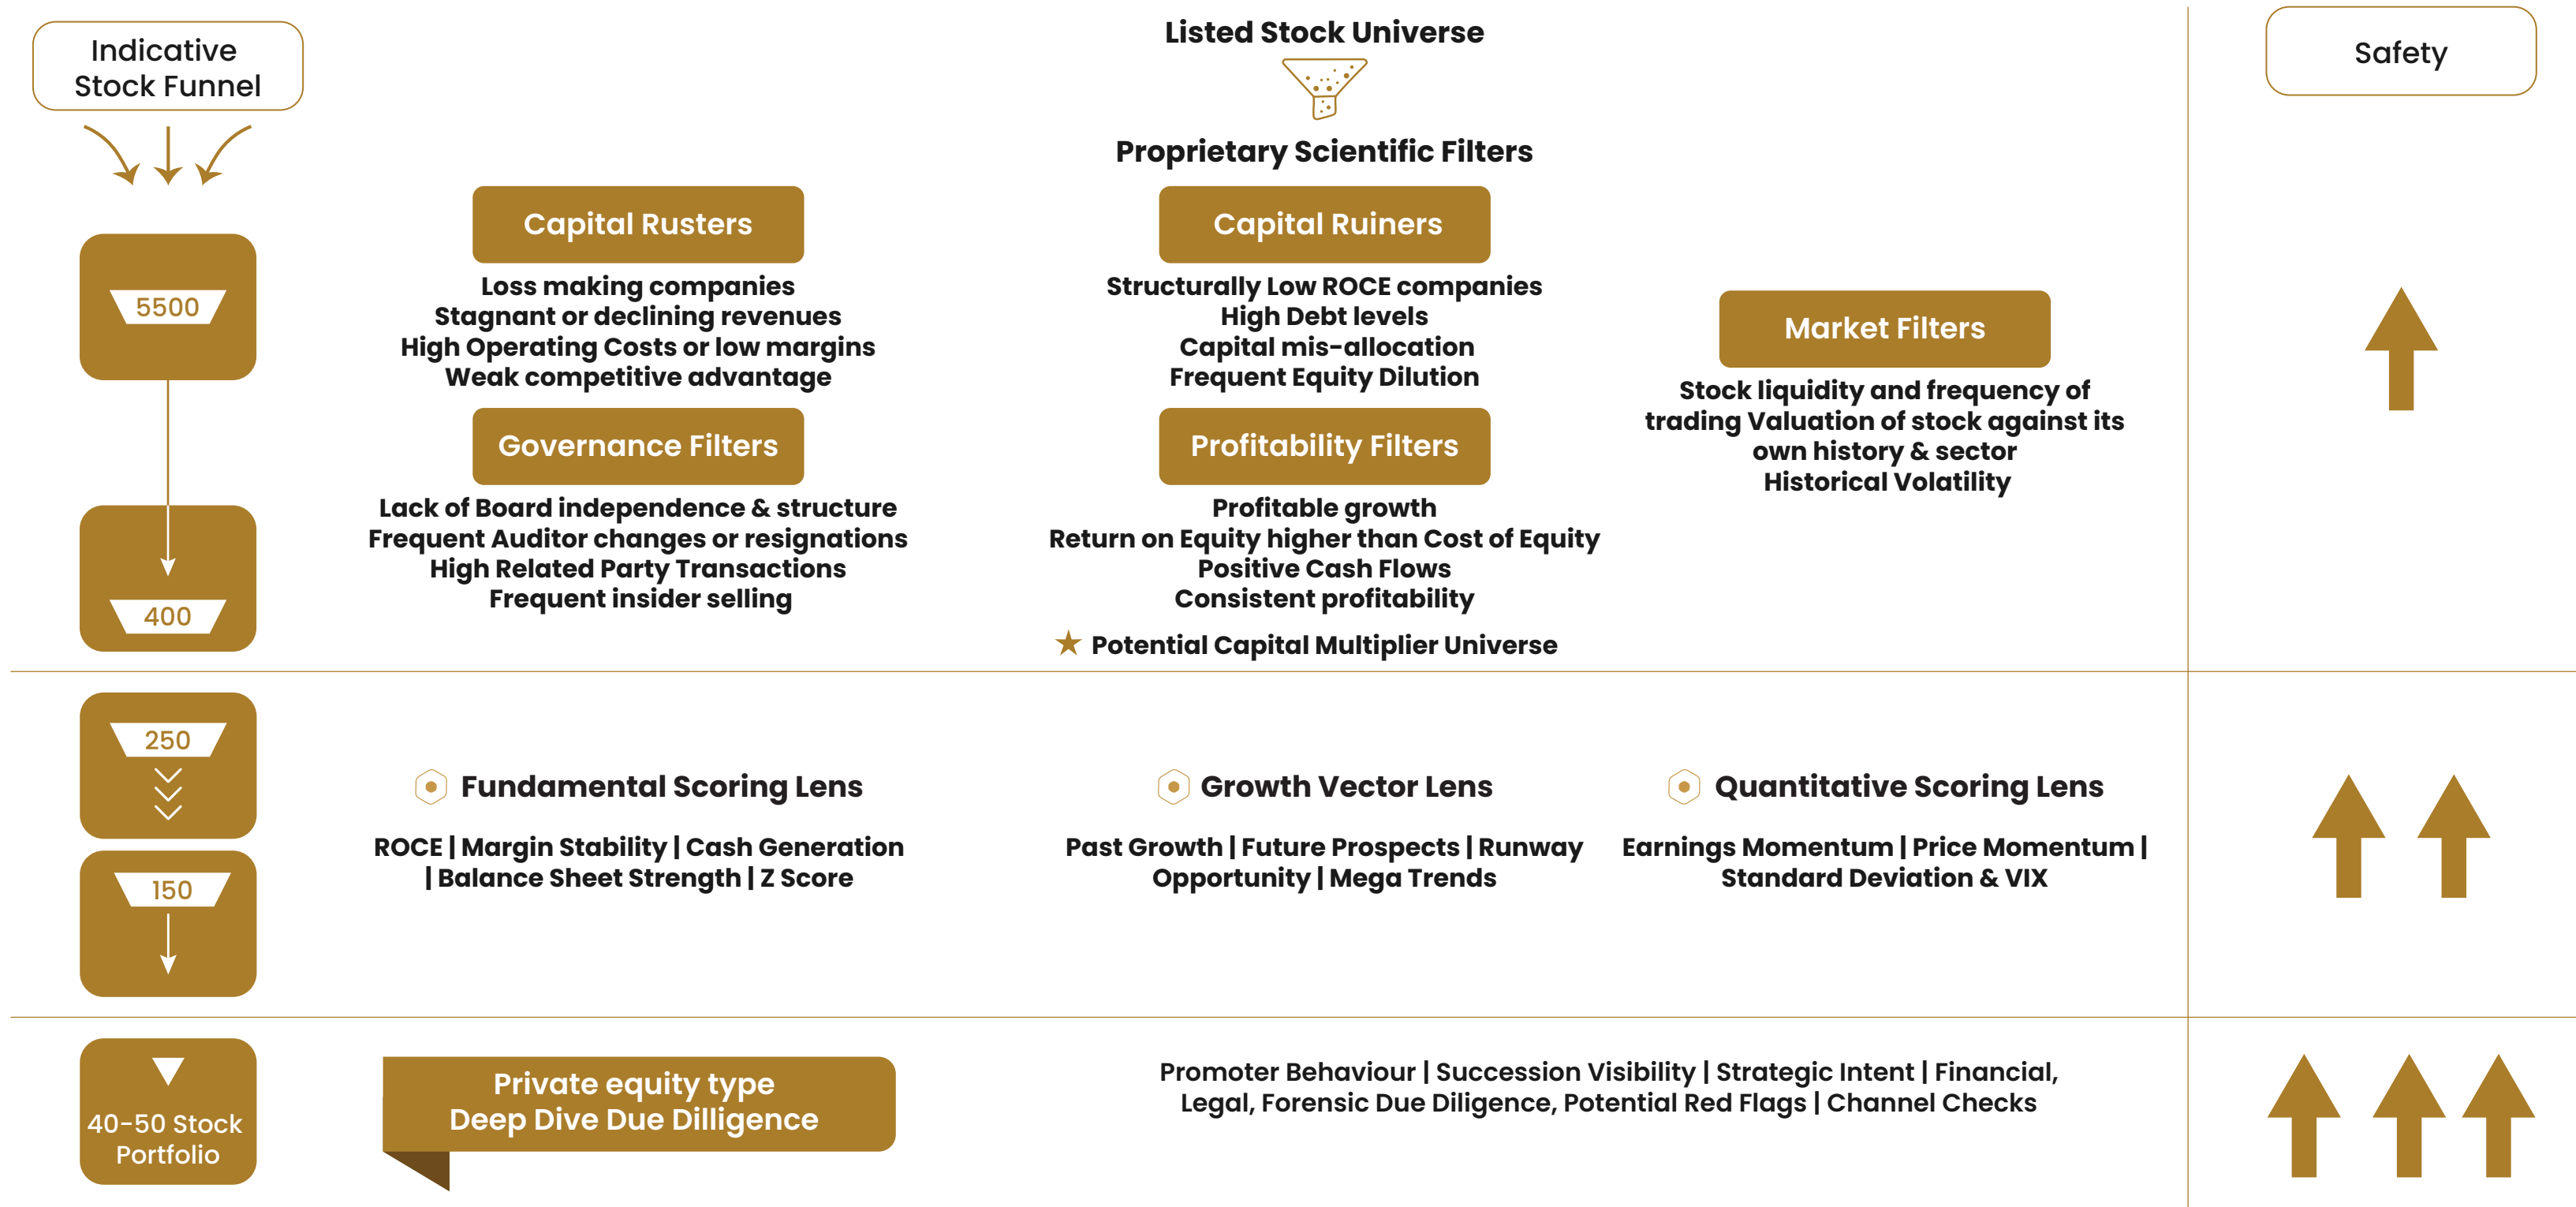 Indicative
Stock Funnel
Listed Stock Universe
Safety
Proprietary Scientific Filters
5500
400
Capital Rusters
Loss making companies
Stagnant or declining revenues
High Operating Costs or low margins
Weak competitive advantage
Governance Filters
Lack of Board independence & structure
Frequent Auditor changes or resignations
High Related Party Transactions
Frequent insider selling
Capital Ruiners
Structurally Low ROCE companies
High Debt levels
Capital mis-allocation
Frequent Equity Dilution
Profitability Filters
Profitable growth
Return on Equity higher than Cost of Equity
Positive Cash Flows
Consistent profitability
Market Filters
Stock liquidity and frequency of
trading Valuation of stock against its
own history & sector
Historical Volatility
Potential Capital Multiplier Universe
250
150
Fundamental Scoring Lens
ROCE | Margin Stability | Cash Generation
| Balance Sheet Strength | Z Score
Growth Vector Lens
Past Growth | Future Prospects | Runway
Opportunity | Mega Trends
Quantitative Scoring Lens
Earnings Momentum | Price Momentum |
Standard Deviation & VIX
40-50 Stock
Portfolio
Private equity type
Deep Dive Due Dilligence
Promoter Behaviour | Succession Visibility | Strategic Intent | Financial,
Legal, Forensic Due Diligence, Potential Red Flags | Channel Checks